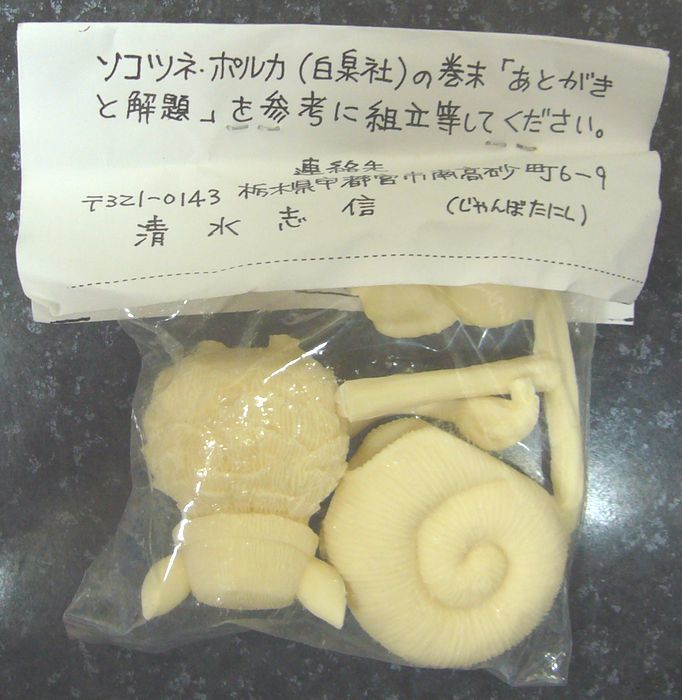 ソコツネ・ポルカ(白泉社)の巻末「あとがき
と解題」を参考に組立等してください。
連絡先
〒321-0143 栃木県宇都宮市南高砂町6-9
清水志信 (じゃんぼたにし)